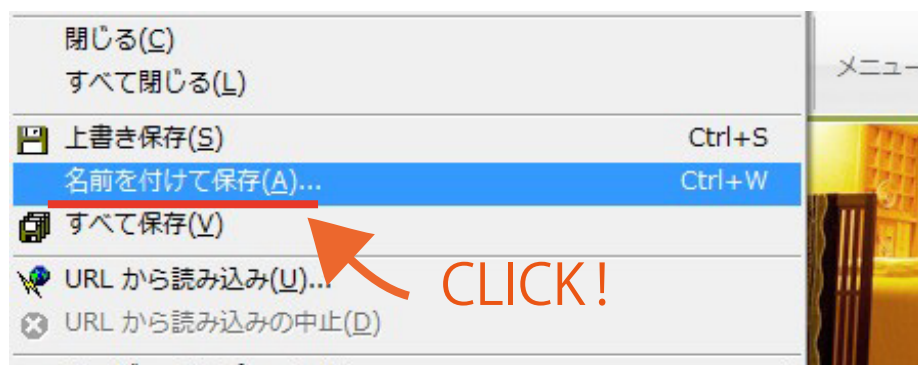 閉じる(C)
すべて閉じる(L)
メニュー
上書き保存(S) Ctrl+S
名前を付けて保存(A)... Ctrl+W
すべて保存(V)
URL から読み込み(U)...
CLICK!
URL から読み込みの中止(D)